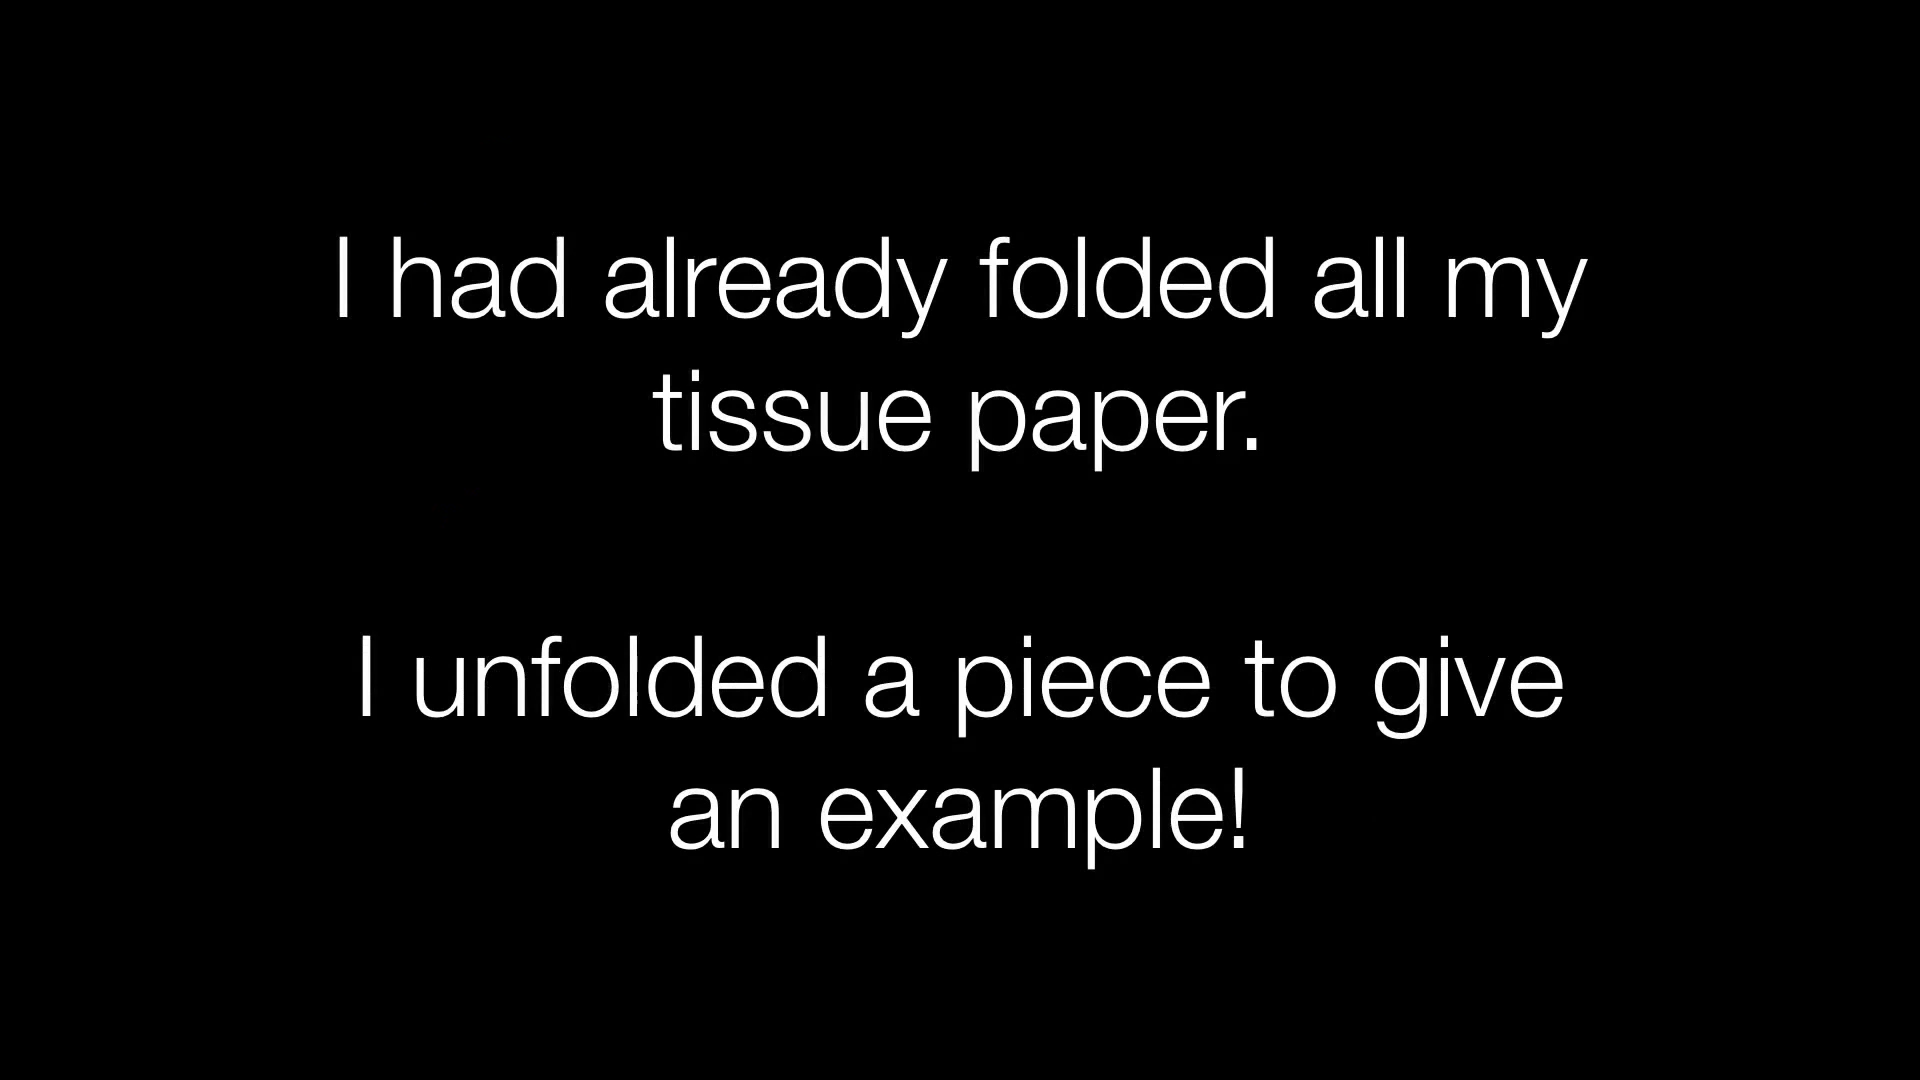 I had already folded all my
tissue paper.
I unfolded a piece to give
an example!